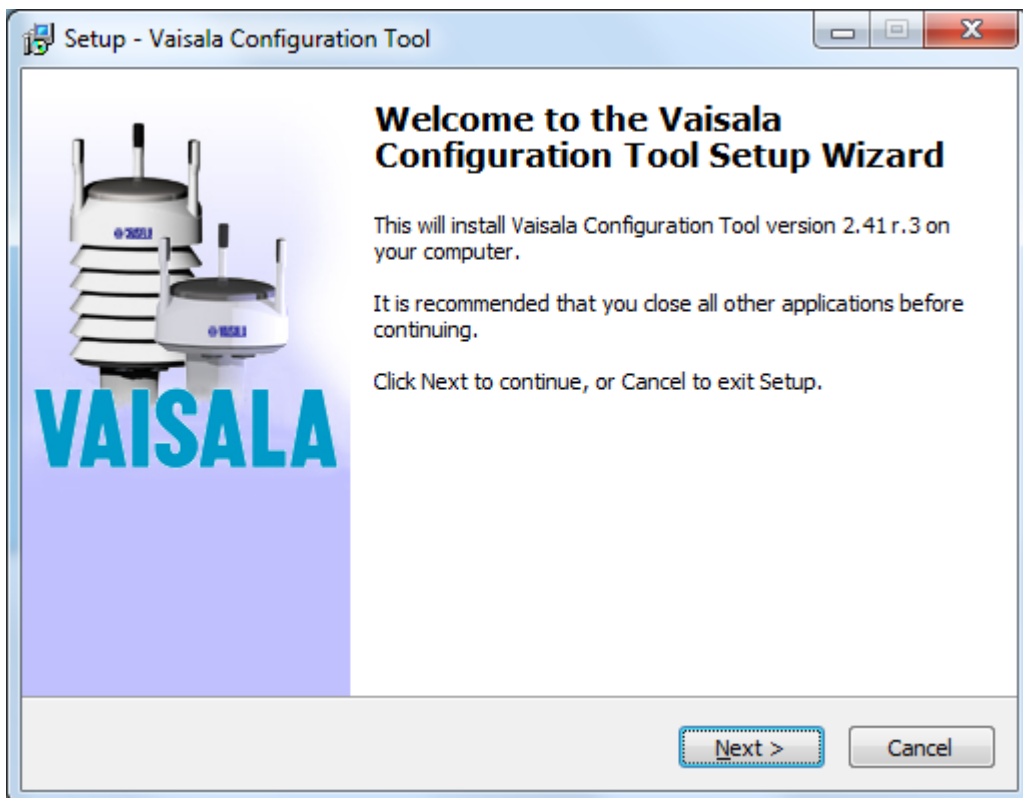 Setup - Vaisala Configuration Tool
Welcome to the Vaisala
Configuration Tool Setup Wizard
This will install Vaisala Configuration Tool version 2.41 r.3 on
your computer.
It is recommended that you close all other applications before
continuing.
Click Next to continue, or Cancel to exit Setup.
VAISALA
VAISALA
VAISALA
Next >
Cancel